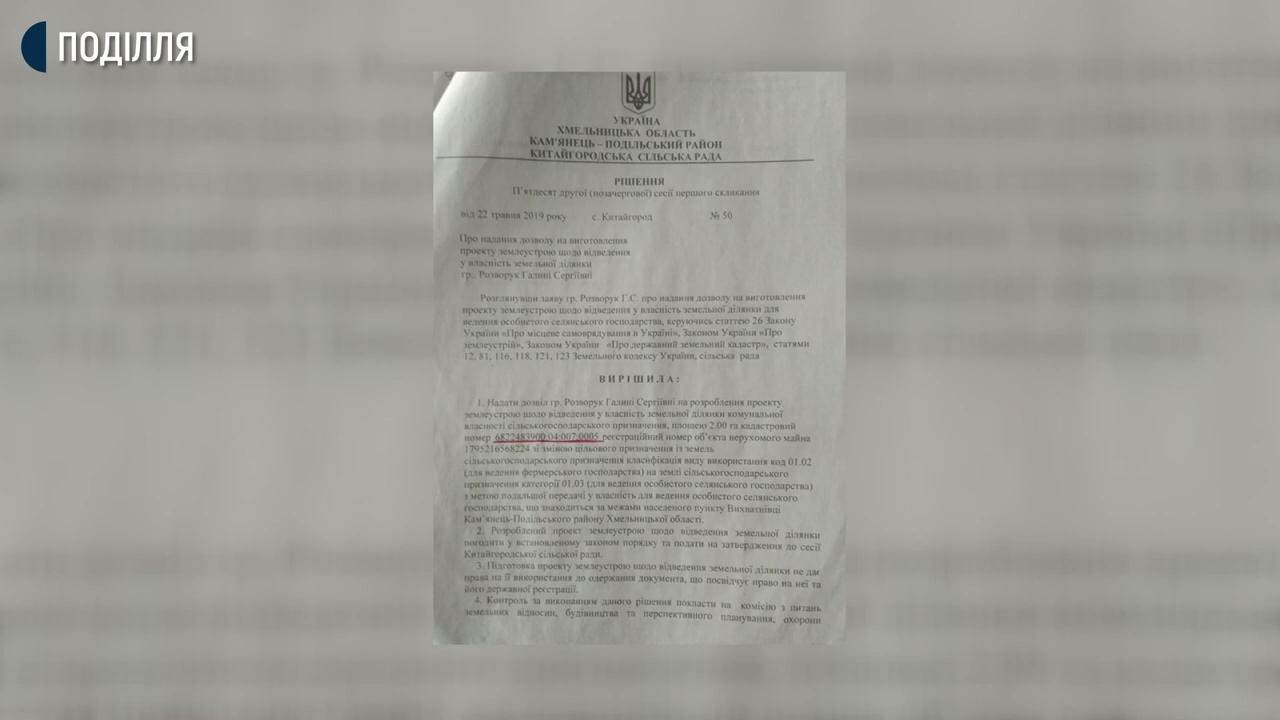 ПОДІЛЛЯ
УКРАЇНА
ХМЕЛЬНИЦЬКА ОБЛАСТЬ
КАМ'ЯНЕЦЬ – ПОДІЛЬСЬКИЙ РАЙОН
КИТАЙГОРОДСЬКА СІЛЬСЬКА РАДА
РІШЕННЯ
П'ятдесят другої (позачергової) сесії першого скликання
від 22 травня 2019 року с. Китайгород № 50
Про надання дозволу на виготовлення
проекту землеустрою щодо відведення
у власність земельної ділянки
гр.. Розворук Галині Сергіївні
Розглянувши заяву гр. Розворук Г.С. про надання дозволу на виготовлення
проекту землеустрою щодо відведення у власність земельної ділянки для
ведення особистого селянського господарства, керуючись статтею 26 Закону
України «Про місцеве самоврядування в Україні», Законом України «Про
землеустрій», Законом України «Про державний земельний кадастр», статями
12, 81, 116, 118, 121, 123 Земельного кодексу України, сільська рада
ВИРІШИЛА:
1. Надати дозвіл гр. Розворук Галині Сергіївні на розроблення проекту
землеустрою щодо відведення у власність земельної ділянки комунальної
власності сільськогосподарського призначення, площею 2.00 га кадастровий
номер 6822483900:04:007:0005 реєстраційний номер об'єкта нерухомого майна
1795216568224 зі зміною цільового призначення із земель
сільськогосподарського призначення класифікація виду використання код 01.02
(для ведення фермерського господарства) на землі сільськогосподарського
призначення категорії 01.03 (для ведення особистого селянського господарства)
з метою подальшої передачі у власність для ведення особистого селянського
господарства, що знаходиться за межами населеного пункту Вихватнівці
Кам'янець-Подільського району Хмельницької області.
2. Розроблений проект землеустрою щодо відведення земельної ділянки
погодити у встановленому законом порядку та подати на затвердження до сесії
Китайгородської сільської ради.
3. Підготовка проекту землеустрою щодо відведення земельної ділянки не дає
права на її використання до одержання документа, що посвідчує право на неї та
його державної реєстрації.
4. Контроль за виконанням даного рішення покласти на комісію з питань
земельних відносин, будівництва та перспективного планування, охорони